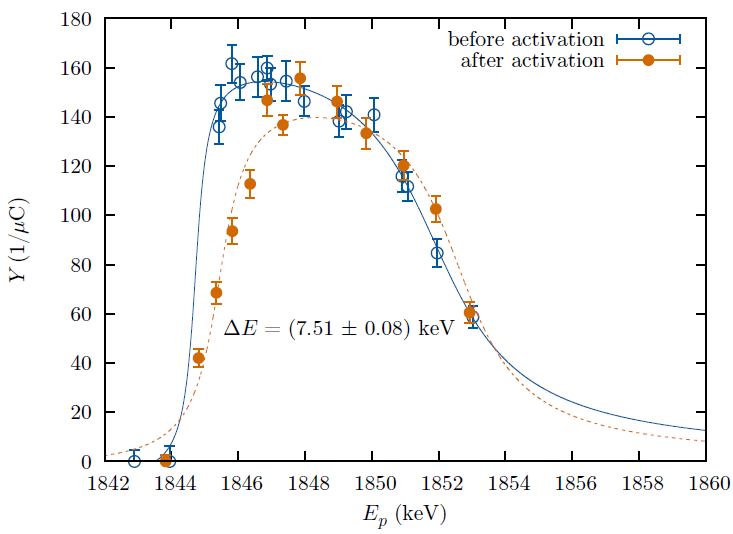 180
160
140
120
100
80
60
40
20
0
Y (1/μC)
before activation
after activation
ΔE = (7.51 ± 0.08) keV
1842 1844 1846 1848 1850 1852 1854 1856 1858 1860
E_p (keV)